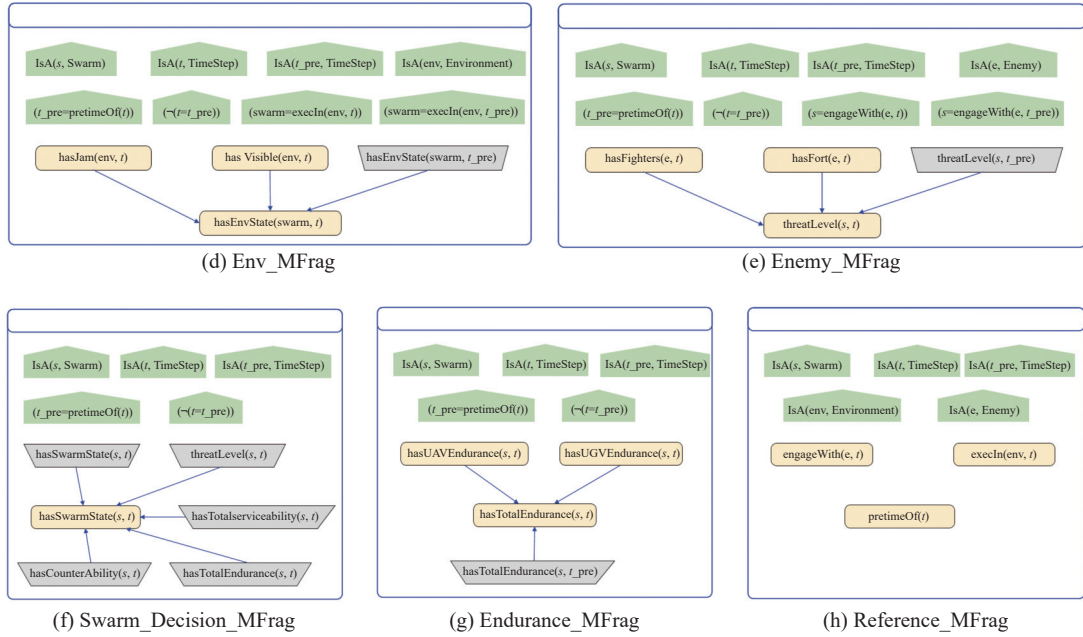 IsA(s, Swarm) IsA(t, TimeStep) IsA(t_pre, TimeStep) IsA(env, Environment)
(t_pre=pretimeOf(t)) (¬(t=t_pre)) (swarm=execIn(env, t)) (swarm=execIn(env, t_pre))
hasJam(env, t) has Visible(env, t) hasEnvState(swarm, t_pre)
hasEnvState(swarm, t)
(d) Env_MFrag
IsA(s, Swarm) IsA(t, TimeStep) IsA(t_pre, TimeStep) IsA(e, Enemy)
(t_pre=pretimeOf(t)) (¬(t=t_pre)) (s=engageWith(e, t)) (s=engageWith(e, t_pre))
hasFighters(e, t) hasFort(e, t) threatLevel(s, t_pre)
threatLevel(s, t)
(e) Enemy_MFrag
IsA(s, Swarm) IsA(t, TimeStep) IsA(t_pre, TimeStep)
(t_pre=pretimeOf(t)) (¬(t=t_pre))
hasSwarmState(s, t) threatLevel(s, t)
hasSwarmState(s, t) hasTotalserviceability(s, t)
hasCounterAbility(s, t) hasTotalEndurance(s, t)
(f) Swarm_Decision_MFrag
IsA(s, Swarm) IsA(t, TimeStep) IsA(t_pre, TimeStep)
(t_pre=pretimeOf(t)) (¬(t=t_pre))
hasUAVEndurance(s, t) hasUGVEndurance(s, t)
hasTotalEndurance(s, t)
hasTotalEndurance(s, t_pre)
(g) Endurance_MFrag
IsA(s, Swarm) IsA(t, TimeStep) IsA(t_pre, TimeStep)
IsA(env, Environment) IsA(e, Enemy)
engageWith(e, t) execIn(env, t)
pretimeOf(t)
(h) Reference_MFrag